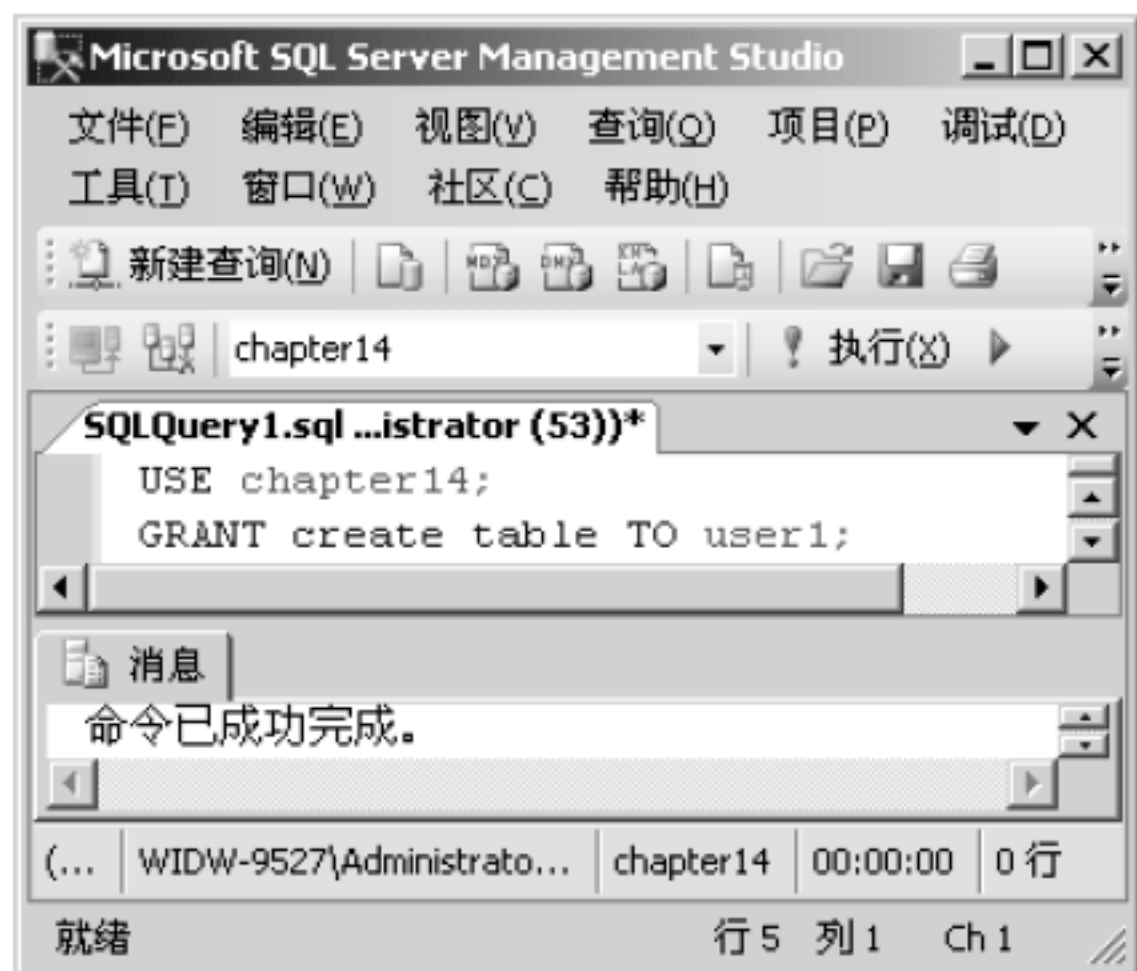 Microsoft SQL Server Management Studio
文件(F) 编辑(E) 视图(V) 查询(Q) 项目(P) 调试(D)
工具(T) 窗口(W) 社区(C) 帮助(H)
新建查询(N)
chapter14 执行(X)
SQLQuery1.sql ...istrator (53))*
USE chapter14;
GRANT create table TO user1;
消息
命令已成功完成。
(... WIDW-9527\Administrato... chapter14 00:00:00 0 行
就绪 行 5 列 1 Ch 1